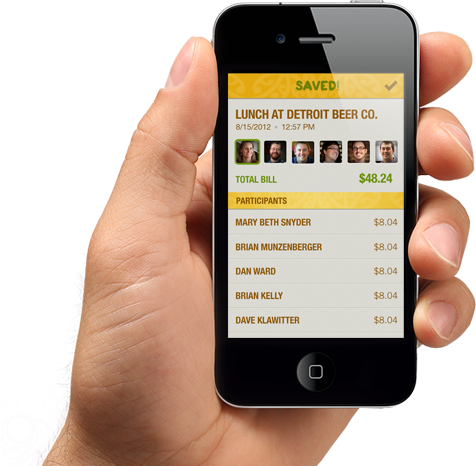 SAVED!
LUNCH AT DETROIT BEER CO.
8/15/2012 • 12:57 PM
TOTAL BILL $48.24
PARTICIPANTS
MARY BETH SNYDER $8.04
BRIAN MUNZENBERGER $8.04
DAN WARD $8.04
BRIAN KELLY $8.04
DAVE KLAWITTER $8.04